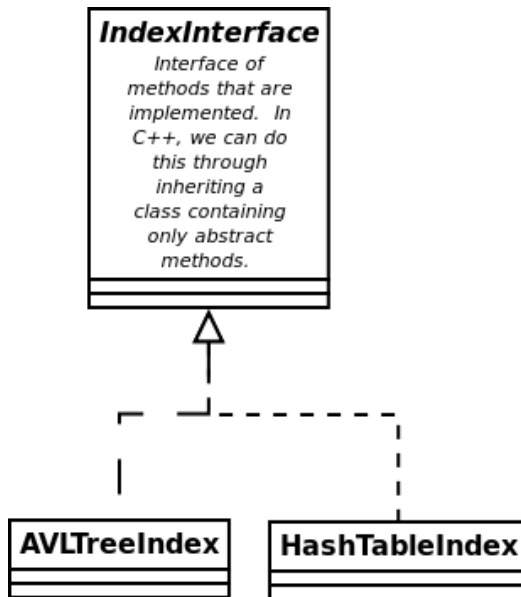 IndexInterface
Interface of
methods that are
implemented.  In
C++, we can do
this through
inheriting a
class containing
only abstract
methods.
AVLTreeIndex
HashTableIndex